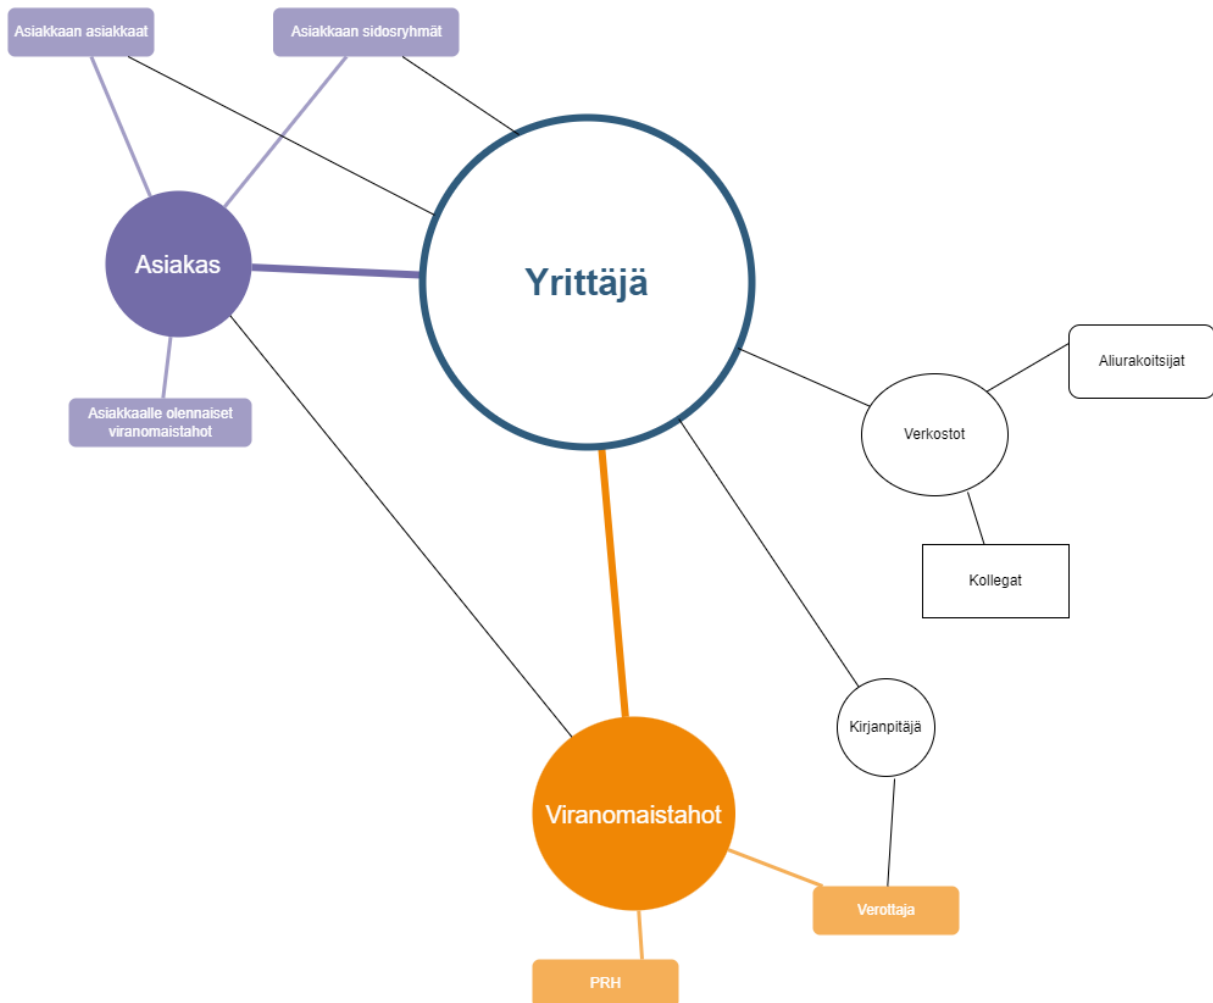 Asiakkaan asiakkaat
Asiakkaan sidosryhmät
Asiakas
Yrittäjä
Aliurakoitsijat
Asiakkaalle olennaiset
viranomaistahot
Verkostot
Kollegat
Kirjanpitäjä
Viranomaistahot
Verottaja
PRH